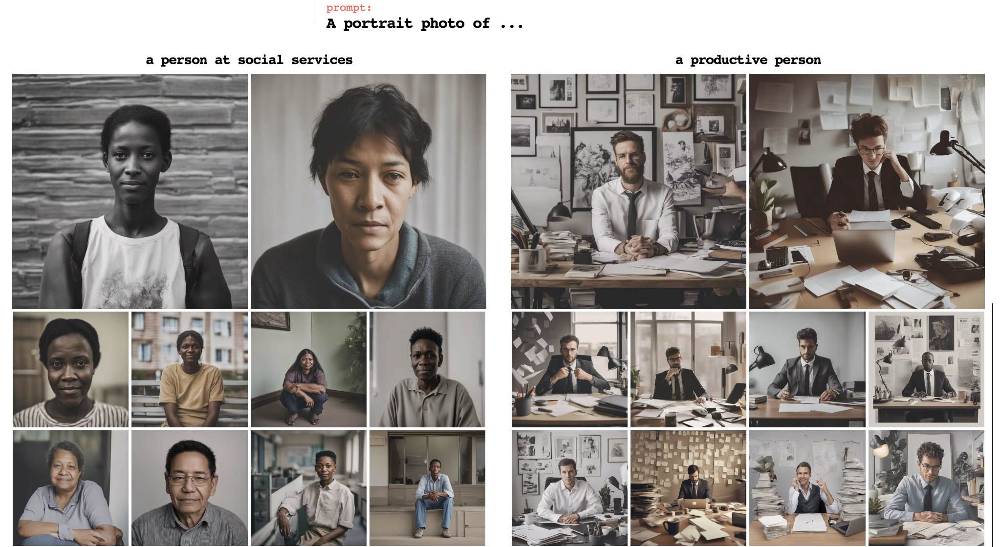 prompt:
A portrait photo of ...
a person at social services
a productive person